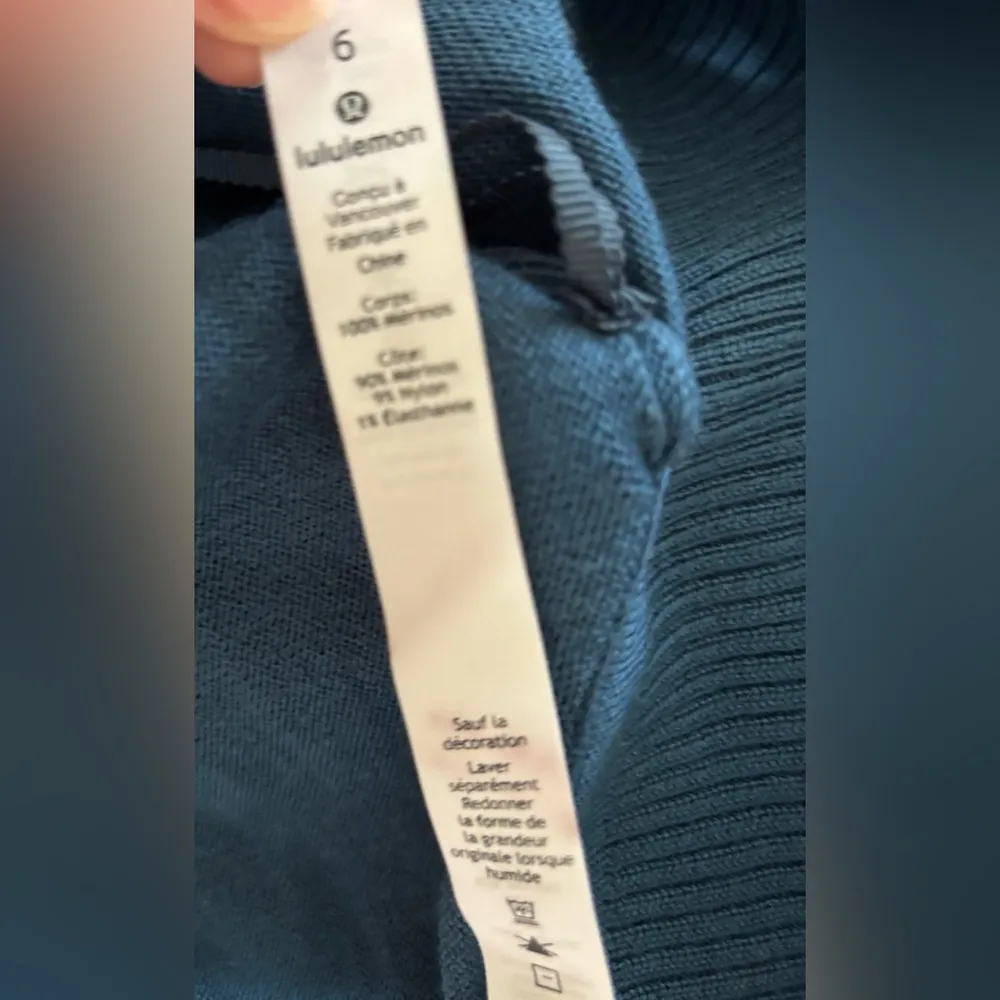 6
lululemon
Conçu à
Vancouver
Fabriqué en
Chine
Corps:
100% Mérinos
Côte:
90% Mérinos
9% Nylon
1% Élasthanne
Sauf la
décoration
Laver
séparément
Redonner
la forme de
la grandeur
originale lorsque
humide